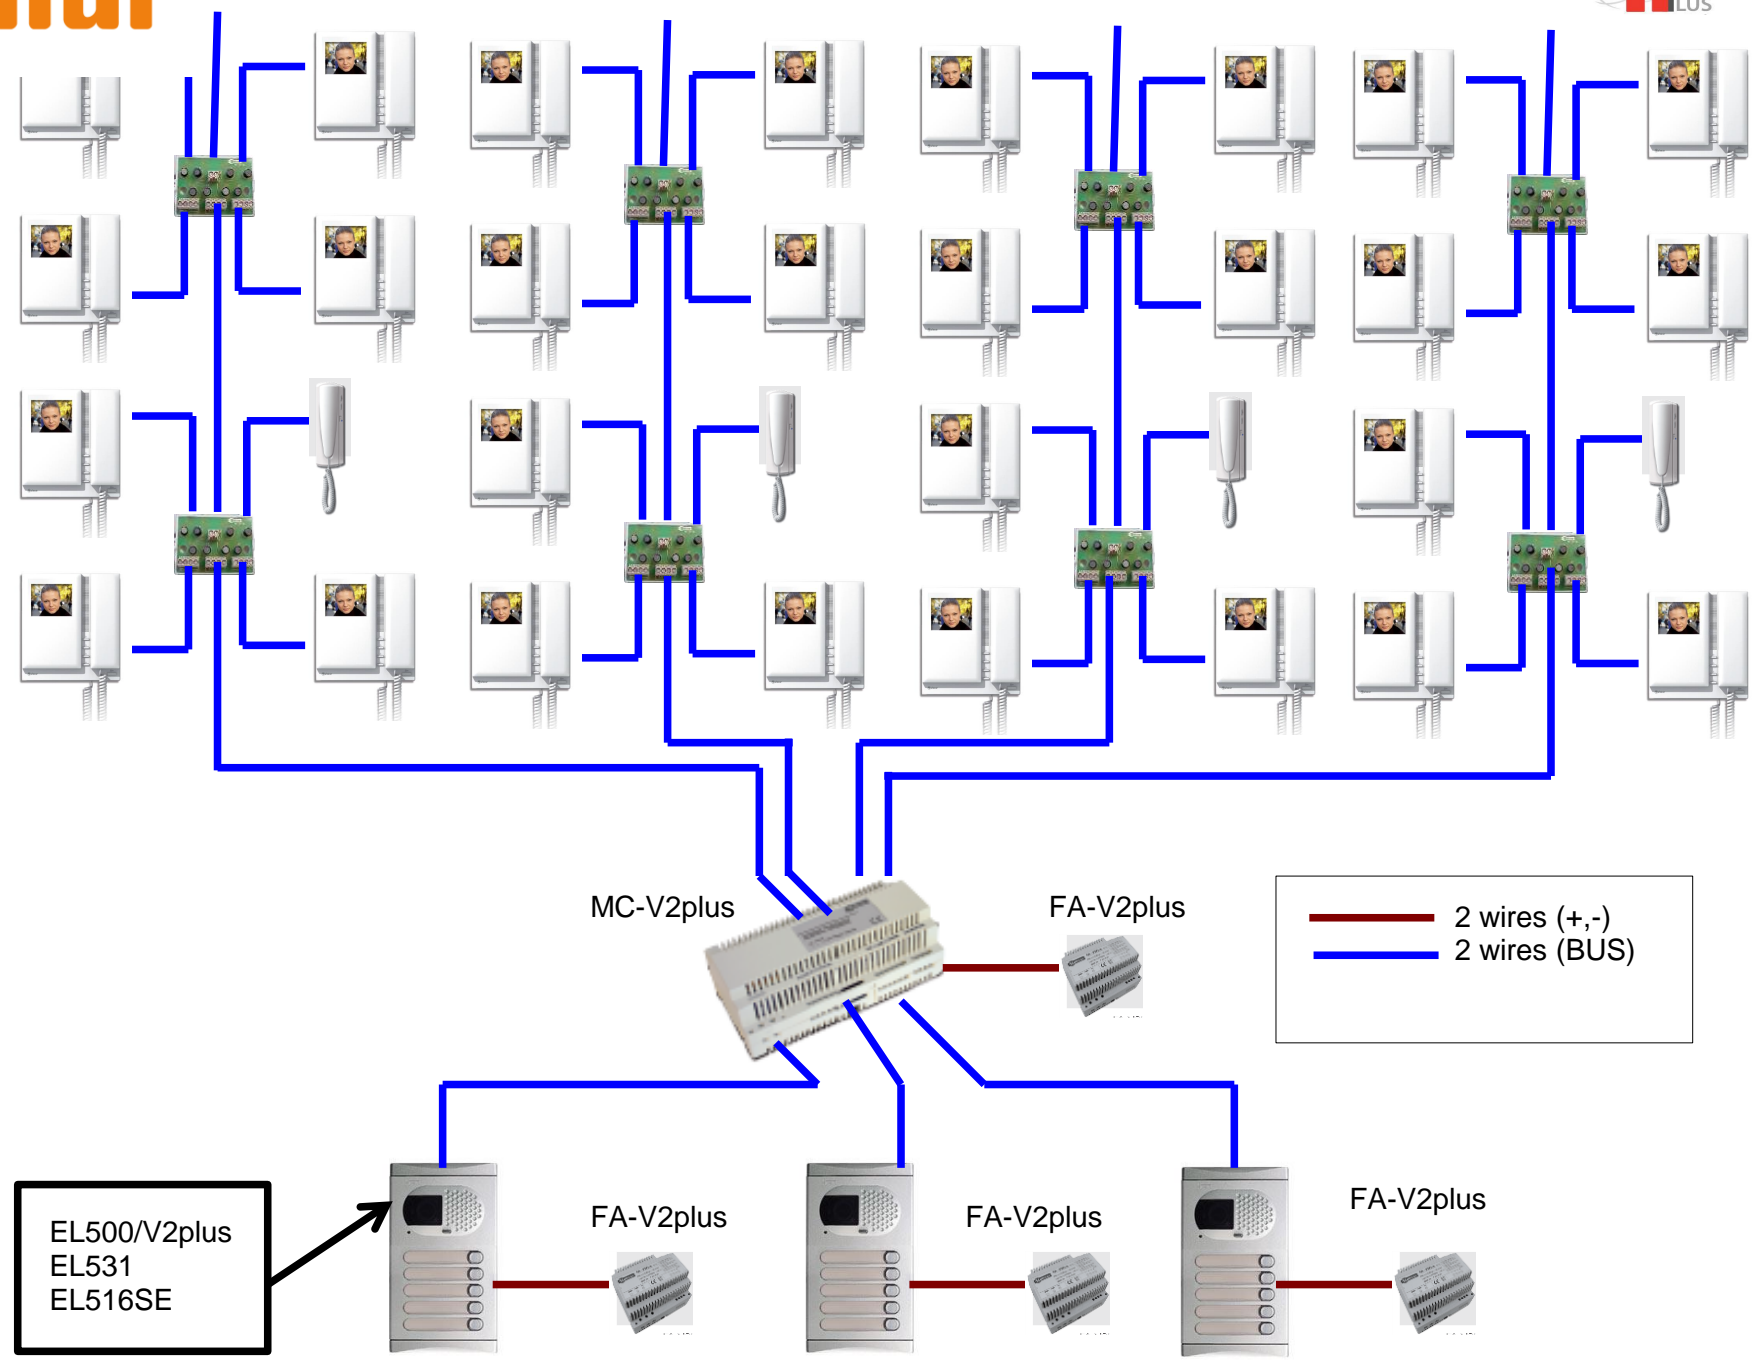 LUS
MC-V2plus
FA-V2plus
2 wires (+,-)
2 wires (BUS)
EL500/V2plus
EL531
EL516SE
FA-V2plus
FA-V2plus
FA-V2plus